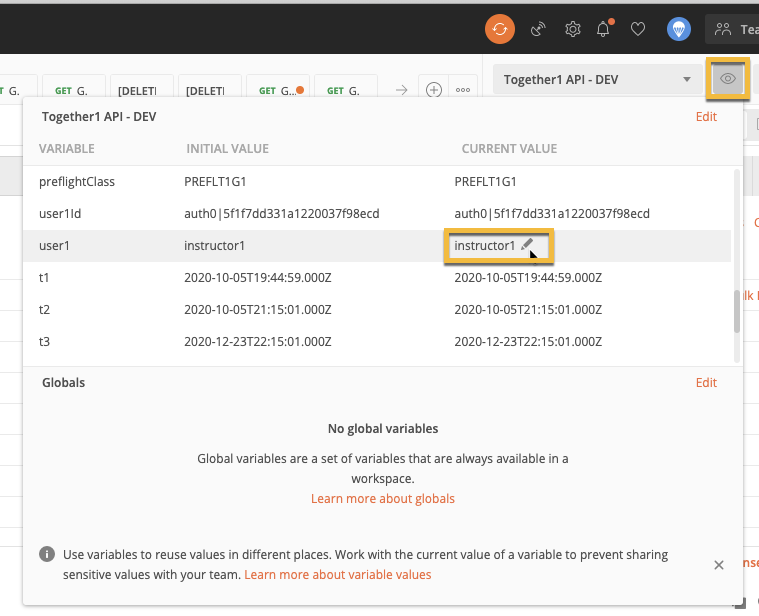 Tea
GET G.
GET G.
[DELETI
[DELETI
GET G...
GET G.
Together1 API - DEV
Together1 API - DEV
Edit
VARIABLE INITIAL VALUE CURRENT VALUE
preflightClass PREFLT1G1 PREFLT1G1
user1Id auth0|5f1f7dd331a1220037f98ecd auth0|5f1f7dd331a1220037f98ecd
user1 instructor1 instructor1
t1 2020-10-05T19:44:59.000Z 2020-10-05T19:44:59.000Z
t2 2020-10-05T21:15:01.000Z 2020-10-05T21:15:01.000Z
t3 2020-12-23T22:15:01.000Z 2020-12-23T22:15:01.000Z
Globals
Edit
No global variables
Global variables are a set of variables that are always available in a
workspace.
Learn more about globals
Use variables to reuse values in different places. Work with the current value of a variable to prevent sharing
sensitive values with your team. Learn more about variable values